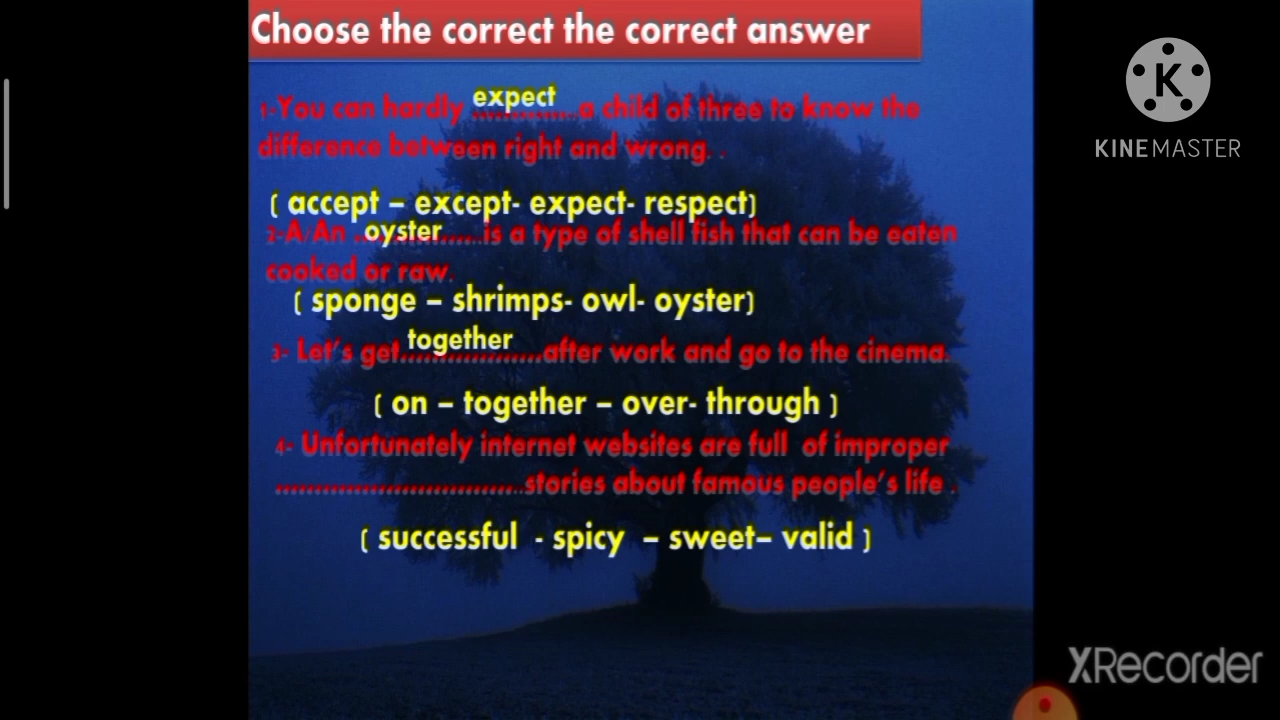 Choose the correct the correct answer
1-You can hardly expect..............a child of three to know the
difference between right and wrong. .
( accept – except- expect- respect)
2-A/An ...oyster......is a type of shell fish that can be eaten
cooked or raw.
( sponge – shrimps- owl- oyster)
3- Let's get...together...after work and go to the cinema.
( on – together – over- through )
4- Unfortunately internet websites are full of improper
.................................stories about famous people's life .
( successful - spicy – sweet– valid )
K
KINEMASTER
XRecorder